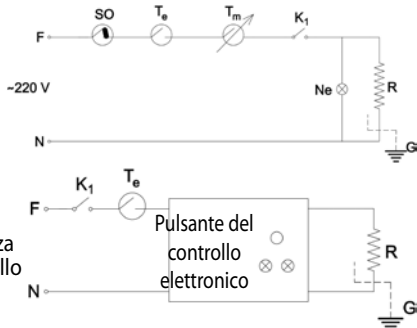 SO Te Tm K1
F
~220 V
Ne R
N G
K1 Te
F
Pulsante del
controllo
elettronico
za
llo
R
N
G